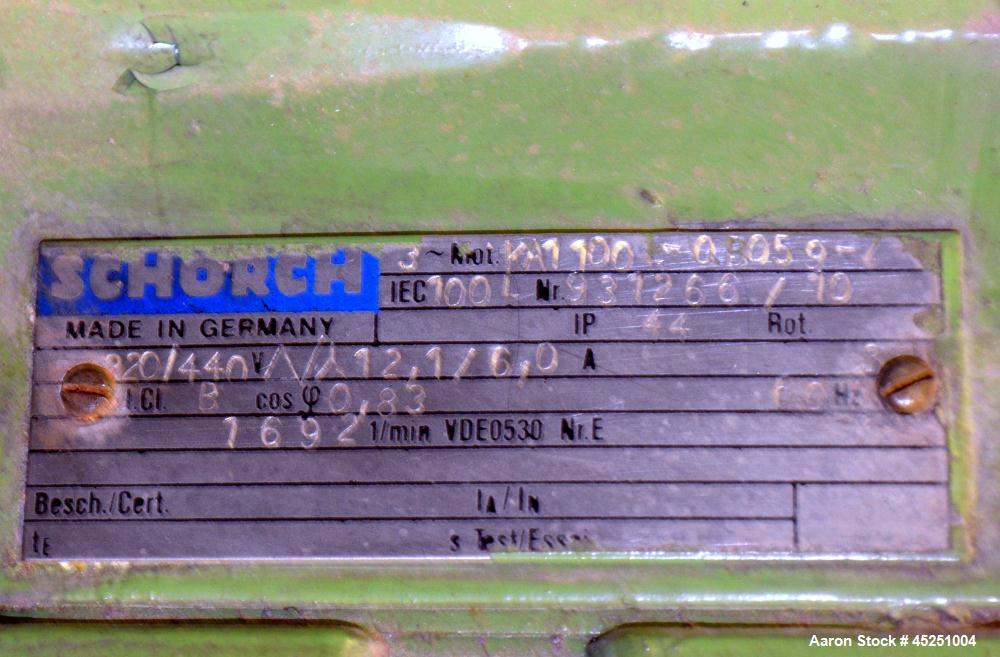 SCHORCH
3 ~ Mot. KA1100L-QB059-
IEC 100L Nr. 931266/10
MADE IN GERMANY
IP 44 Rot.
220/440 V 12,1/6,0 A
I.Cl. B cos φ 0,83 60 Hz
1692 1/min VDE0530 Nr.E
Besch./Cert. IA/IN
tE s Test/Essai
Aaron Stock # 45251004